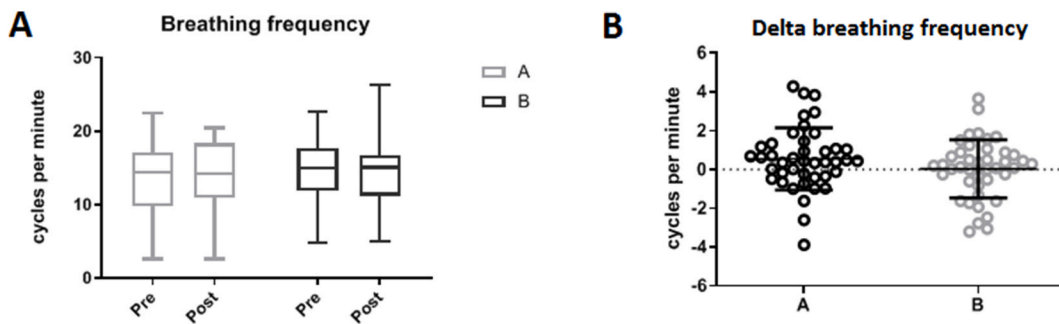 A
Breathing frequency
cycles per minute
30
20
10
0
Pre
Post
Pre
Post
A
B
B
Delta breathing frequency
cycles per minute
6
4
2
0
-2
-4
-6
A
B